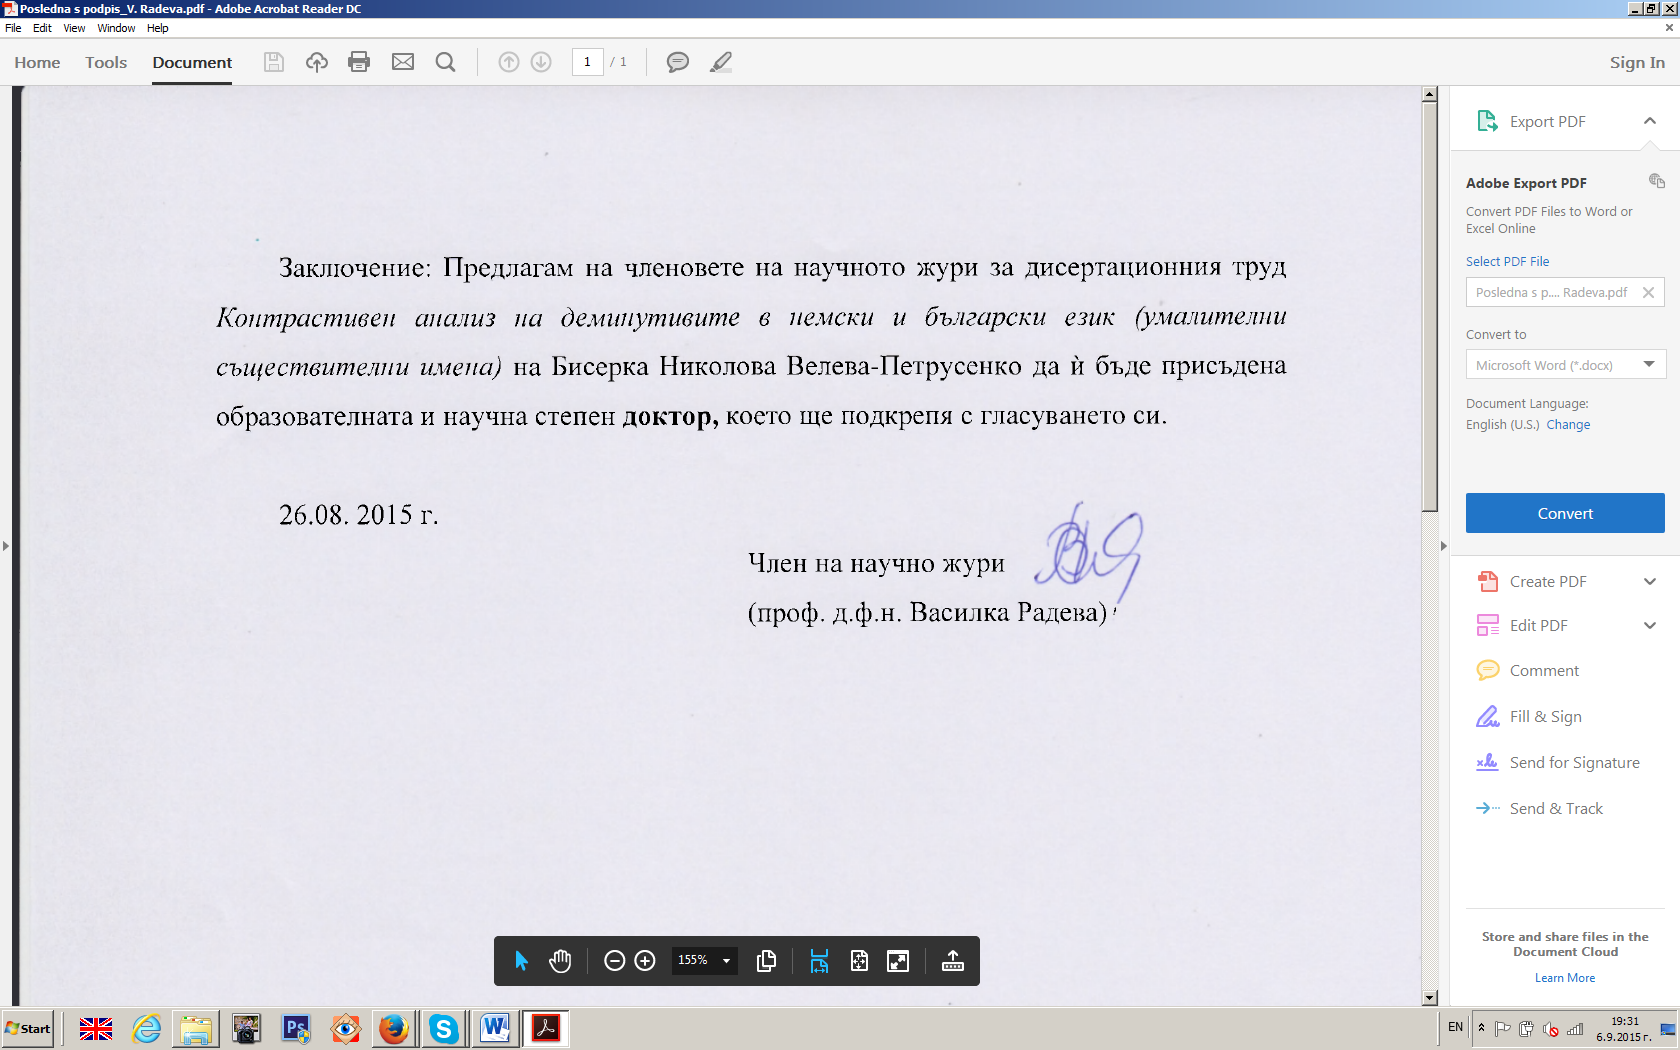 Posledna s podpis_V. Radeva.pdf - Adobe Acrobat Reader DC
File Edit View Window Help
Home Tools Document 1 / 1 Sign In
Export PDF
Adobe Export PDF
Convert PDF Files to Word or
Excel Online
Select PDF File
Posledna s p.... Radeva.pdf
Convert to
Microsoft Word (*.docx)
Document Language:
English (U.S.) Change
Convert
Create PDF
Edit PDF
Comment
Fill & Sign
Send for Signature
Send & Track
Store and share files in the
Document Cloud
Learn More
Заключение: Предлагам на членовете на научното жури за дисертационния труд
Контрастивен анализ на деминутивите в немски и български език (умалителни
съществителни имена) на Бисерка Николова Велева-Петрусенко да ѝ бъде присъдена
образователната и научна степен доктор, което ще подкрепя с гласуването си.
26.08. 2015 г.
Член на научно жури
(проф. д.ф.н. Василка Радева)
155%
Start
EN
19:31
6.9.2015 г.